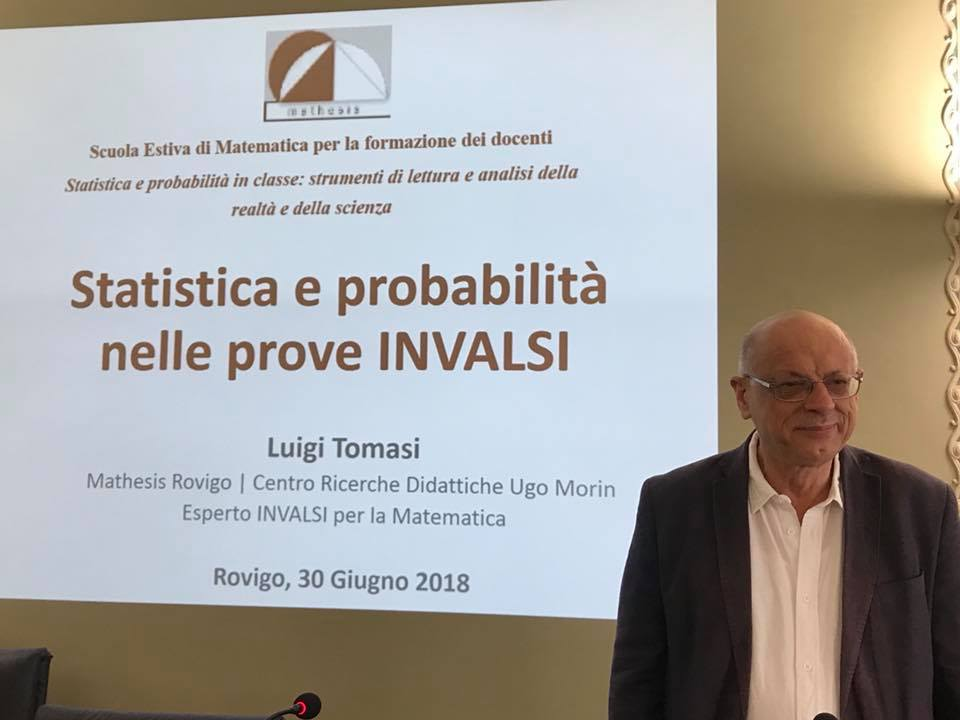 mathesis
Scuola Estiva di Matematica per la formazione dei docenti
Statistica e probabilità in classe: strumenti di lettura e analisi della
realtà e della scienza
Statistica e probabilità
nelle prove INVALSI
Luigi Tomasi
Mathesis Rovigo | Centro Ricerche Didattiche Ugo Morin
Esperto INVALSI per la Matematica
Rovigo, 30 Giugno 2018